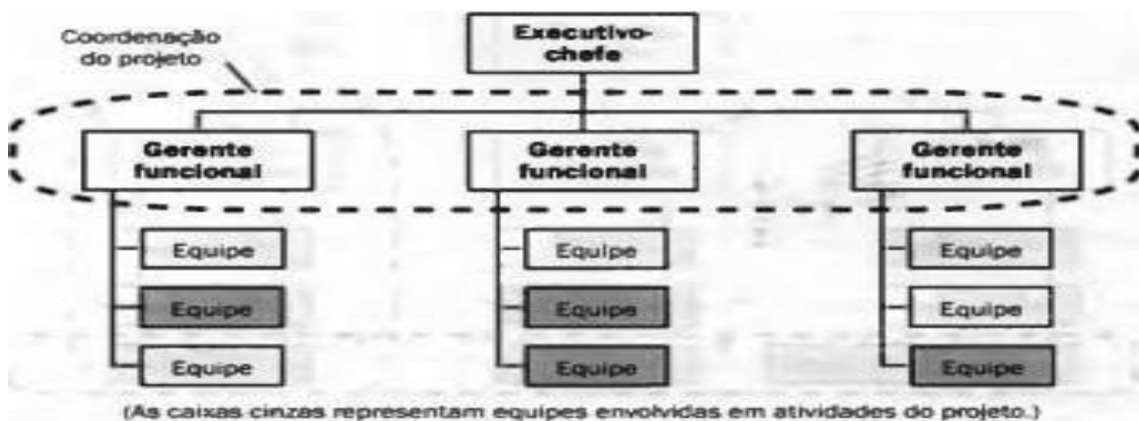 Coordenação
do projeto
Executivo-
chefe
Gerente
funcional
Gerente
funcional
Gerente
funcional
Equipe
Equipe
Equipe
Equipe
Equipe
Equipe
Equipe
Equipe
Equipe
(As caixas cinzas representam equipes envolvidas em atividades do projeto.)